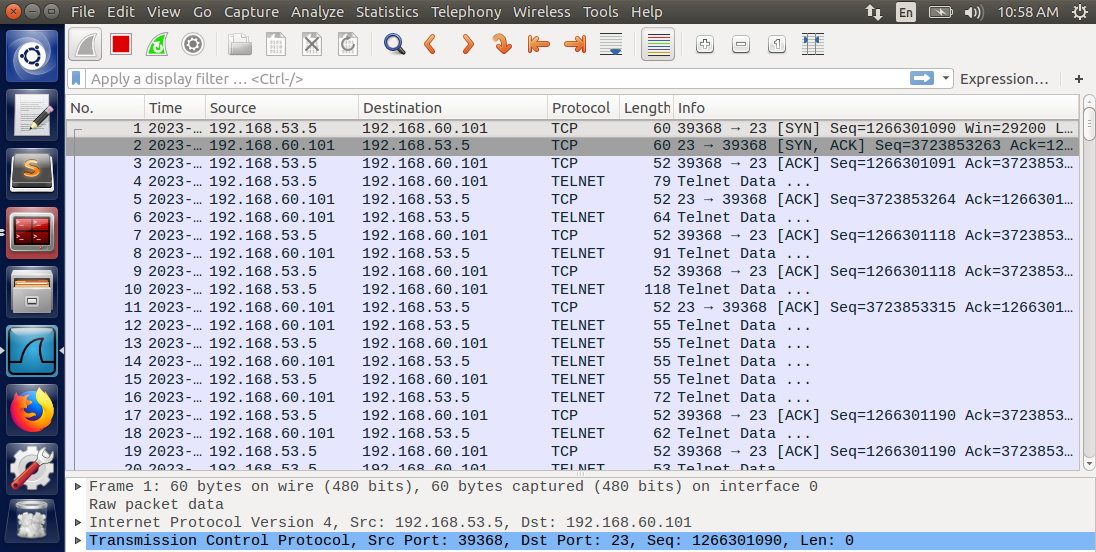 File Edit View Go Capture Analyze Statistics Telephony Wireless Tools Help En 10:58 AM
Apply a display filter … <Ctrl-/> Expression… +
No. Time Source Destination Protocol Length Info
1 2023-… 192.168.53.5 192.168.60.101 TCP 60 39368 → 23 [SYN] Seq=1266301090 Win=29200 L…
2 2023-… 192.168.60.101 192.168.53.5 TCP 60 23 → 39368 [SYN, ACK] Seq=3723853263 Ack=12…
3 2023-… 192.168.53.5 192.168.60.101 TCP 52 39368 → 23 [ACK] Seq=1266301091 Ack=3723853…
4 2023-… 192.168.53.5 192.168.60.101 TELNET 79 Telnet Data ...
5 2023-… 192.168.60.101 192.168.53.5 TCP 52 23 → 39368 [ACK] Seq=3723853264 Ack=1266301…
6 2023-… 192.168.60.101 192.168.53.5 TELNET 64 Telnet Data ...
7 2023-… 192.168.53.5 192.168.60.101 TCP 52 39368 → 23 [ACK] Seq=1266301118 Ack=3723853…
8 2023-… 192.168.60.101 192.168.53.5 TELNET 91 Telnet Data ...
9 2023-… 192.168.53.5 192.168.60.101 TCP 52 39368 → 23 [ACK] Seq=1266301118 Ack=3723853…
10 2023-… 192.168.53.5 192.168.60.101 TELNET 118 Telnet Data ...
11 2023-… 192.168.60.101 192.168.53.5 TCP 52 23 → 39368 [ACK] Seq=3723853315 Ack=1266301…
12 2023-… 192.168.60.101 192.168.53.5 TELNET 55 Telnet Data ...
13 2023-… 192.168.53.5 192.168.60.101 TELNET 55 Telnet Data ...
14 2023-… 192.168.60.101 192.168.53.5 TELNET 55 Telnet Data ...
15 2023-… 192.168.53.5 192.168.60.101 TELNET 55 Telnet Data ...
16 2023-… 192.168.60.101 192.168.53.5 TELNET 72 Telnet Data ...
17 2023-… 192.168.53.5 192.168.60.101 TCP 52 39368 → 23 [ACK] Seq=1266301190 Ack=3723853…
18 2023-… 192.168.60.101 192.168.53.5 TELNET 62 Telnet Data ...
19 2023-… 192.168.53.5 192.168.60.101 TCP 52 39368 → 23 [ACK] Seq=1266301190 Ack=3723853…
20 2023-… 192.168.53.5 192.168.60.101 TELNET 53 Telnet Data
Frame 1: 60 bytes on wire (480 bits), 60 bytes captured (480 bits) on interface 0
Raw packet data
Internet Protocol Version 4, Src: 192.168.53.5, Dst: 192.168.60.101
Transmission Control Protocol, Src Port: 39368, Dst Port: 23, Seq: 1266301090, Len: 0